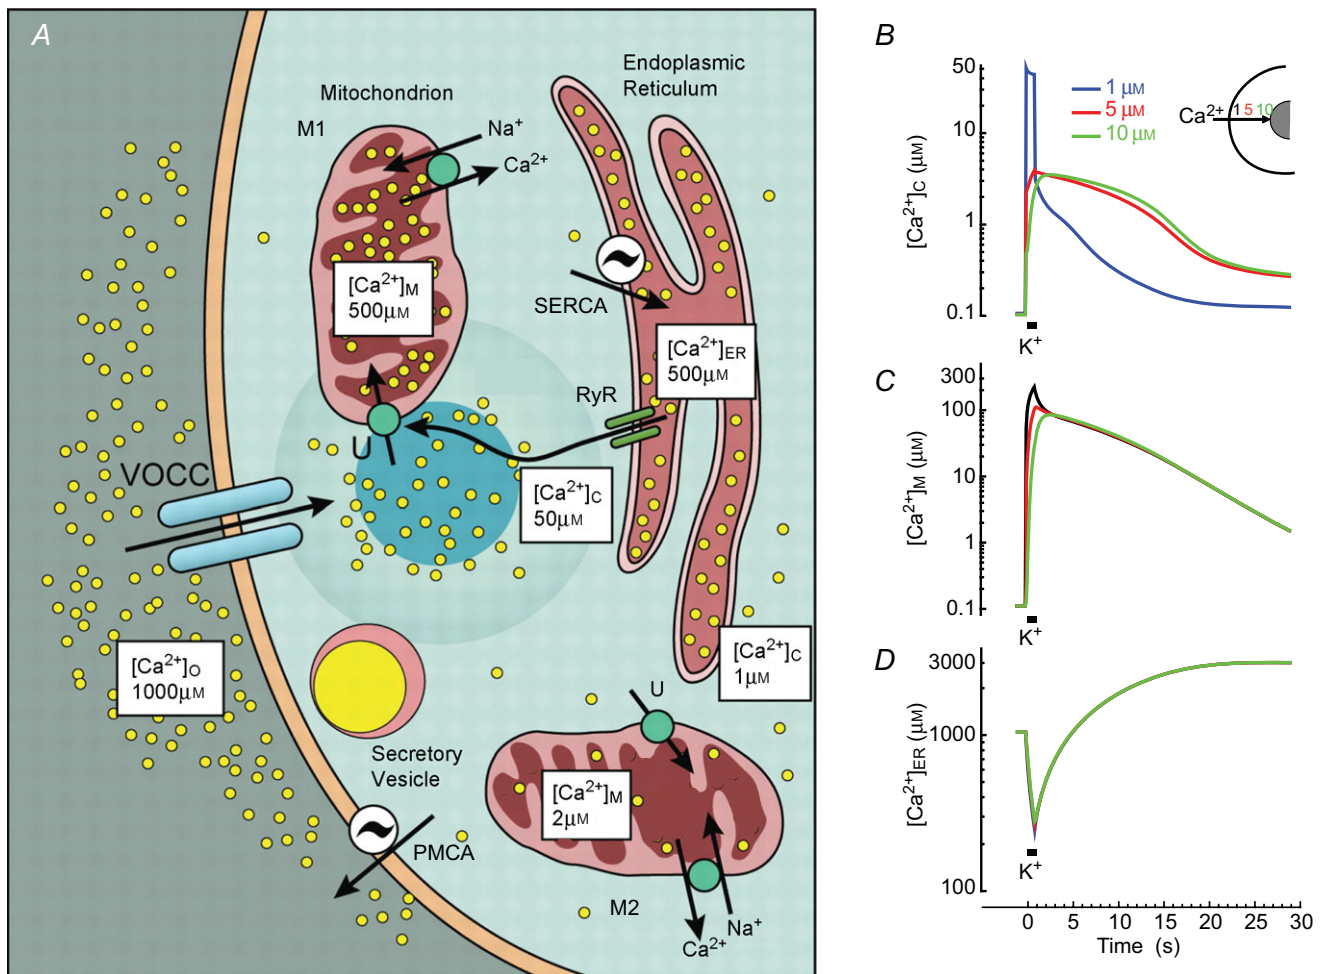 A
Mitochondrion
M1
Na⁺
Ca²⁺
Endoplasmic
Reticulum
[Ca²⁺]M
500µM
SERCA
[Ca²⁺]ER
500µM
RyR
U
VOCC
[Ca²⁺]C
50µM
[Ca²⁺]O
1000µM
[Ca²⁺]C
1µM
U
Secretory
Vesicle
[Ca²⁺]M
2µM
PMCA
M2
Na⁺
Ca²⁺
B
50
10
1
0.1
[Ca²⁺]C (µM)
1 µM
5 µM
10 µM
Ca²⁺
1 5 10
K⁺
C
300
100
10
1
0.1
[Ca²⁺]M (µM)
K⁺
D
3000
1000
100
[Ca²⁺]ER (µM)
K⁺
0 5 10 15 20 25 30
Time (s)